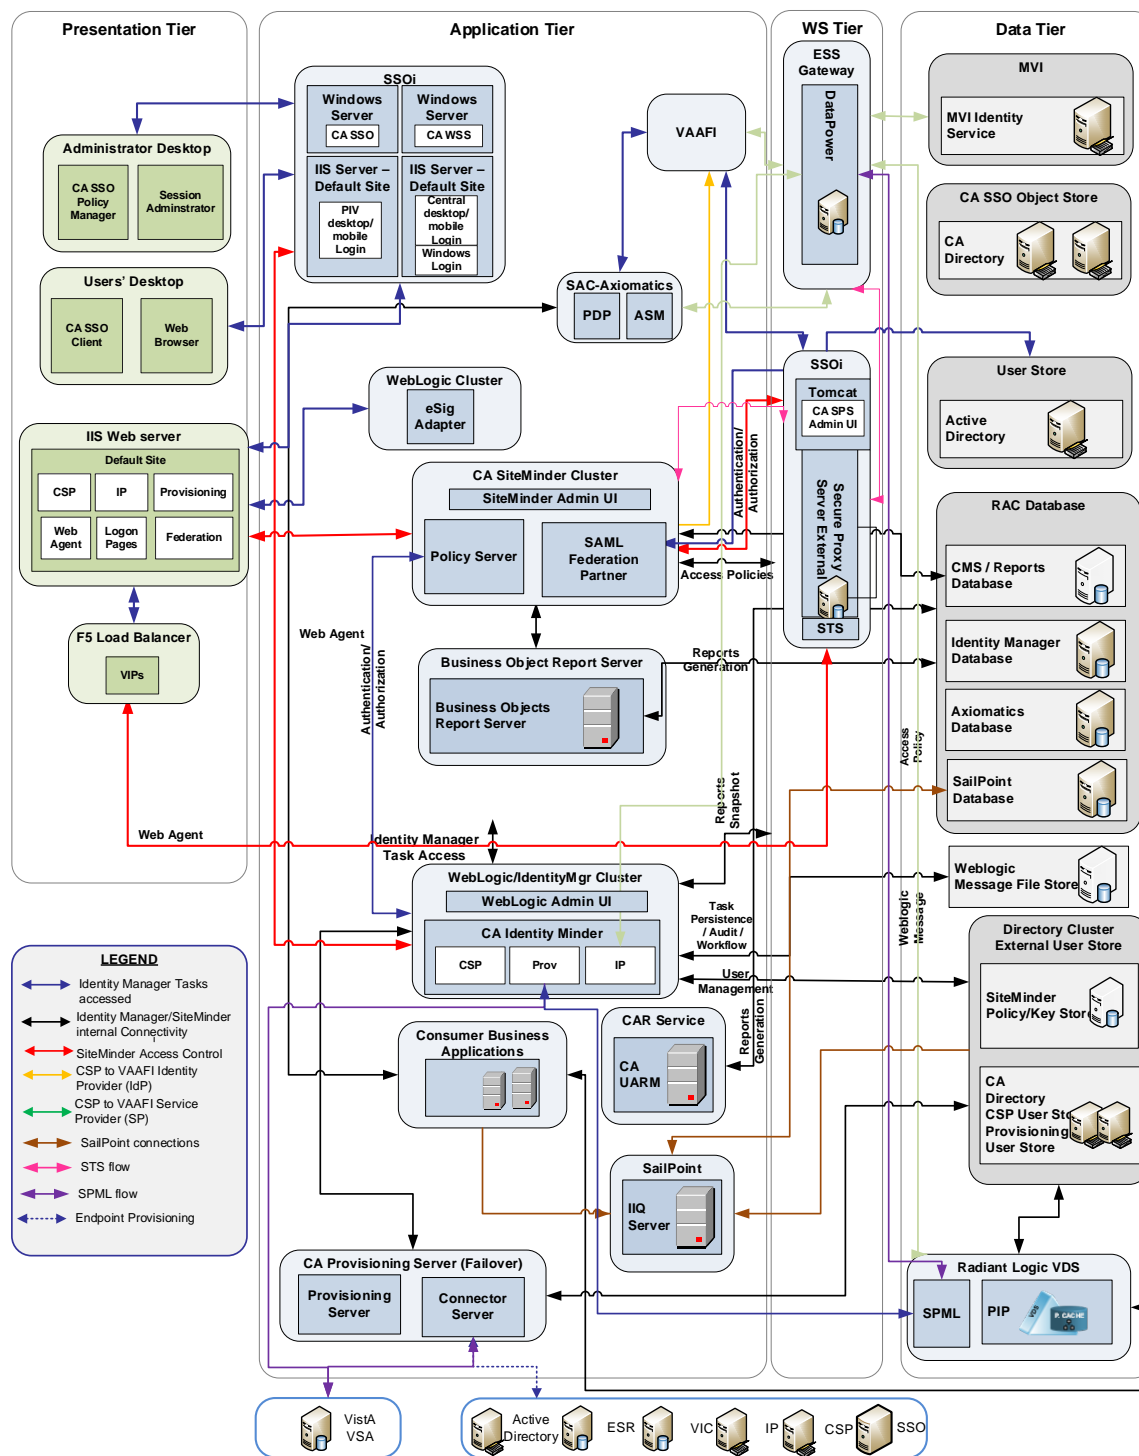 Presentation Tier
Application Tier
WS Tier
Data Tier
SSOi
Windows Server
CA SSO
Windows Server
CA WSS
IIS Server – Default Site
PIV desktop/ mobile Login
IIS Server – Default Site
Central desktop/ mobile Login
Windows Login
VAAFI
ESS Gateway
DataPower
MVI
MVI Identity Service
Administrator Desktop
CA SSO Policy Manager
Session Adminstrator
CA SSO Object Store
CA Directory
Users' Desktop
CA SSO Client
Web Browser
SAC-Axiomatics
PDP
ASM
SSOi
Tomcat
CA SPS Admin UI
Secure Proxy Server External
STS
User Store
Active Directory
WebLogic Cluster
eSig Adapter
IIS Web server
Default Site
CSP
IP
Provisioning
Web Agent
Logon Pages
Federation
CA SiteMinder Cluster
SiteMinder Admin UI
Policy Server
SAML Federation Partner
Authentication/ Authorization
Access Policies
RAC Database
CMS / Reports Database
Identity Manager Database
Axiomatics Database
SailPoint Database
F5 Load Balancer
VIPs
Web Agent
Authentication/ Authorization
Business Object Report Server
Business Objects Report Server
Reports Generation
Access Policy
Reports Snapshot
Web Agent
Identity Manager Task Access
WebLogic/IdentityMgr Cluster
WebLogic Admin UI
CA Identity Minder
CSP
Prov
IP
Task Persistence / Audit / Workflow
User Management
Weblogic Message
Weblogic Message File Store
Directory Cluster External User Store
SiteMinder Policy/Key Store
CA Directory
CSP User Sto
Provisioning
User Store
LEGEND
Identity Manager Tasks accessed
Identity Manager/SiteMinder internal Connectivity
SiteMinder Access Control
CSP to VAAFI Identity Provider (IdP)
CSP to VAAFI Service Provider (SP)
SailPoint connections
STS flow
SPML flow
Endpoint Provisioning
Consumer Business Applications
CAR Service
CA UARM
Reports Generation
SailPoint
IIQ Server
CA Provisioning Server (Failover)
Provisioning Server
Connector Server
Radiant Logic VDS
SPML
PIP
VDS
P. CACHE
VistA VSA
Active Directory
ESR
VIC
IP
CSP
SSO